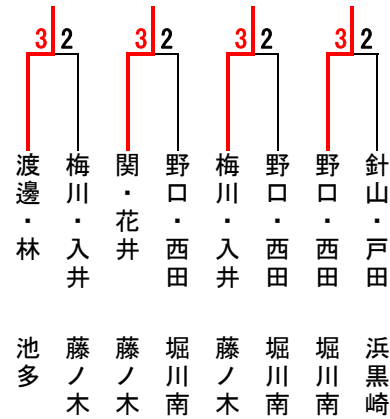 3 2 3 2 3 2 3 2
渡邊・林
梅川・入井
関・花井
野口・西田
梅川・入井
野口・西田
野口・西田
針山・戸田
池多
藤ノ木
藤ノ木
堀川南
藤ノ木
堀川南
堀川南
浜黒崎